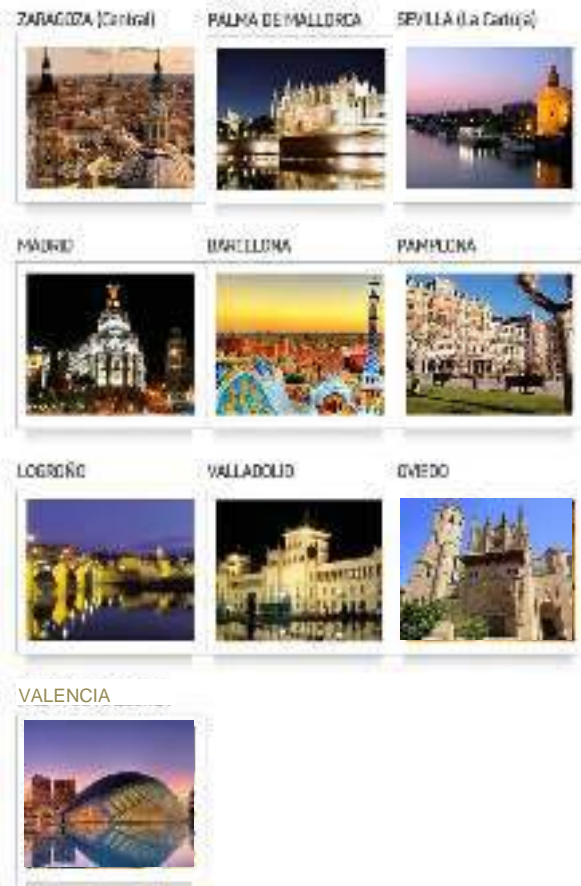 ZARAGOZA (Central)
PALMA DE MALLORCA
SEVILLA (La Cartuja)
MADRID
BARCELONA
PAMPLONA
LOGROÑO
VALLADOLID
OVIEDO
VALENCIA